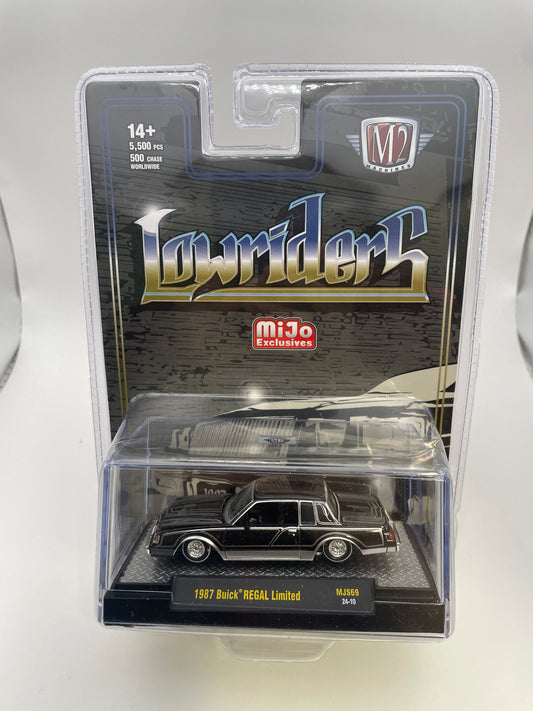 14+
5,500 PCS
500 CHASE
WORLDWIDE
M2
MACHINES
Lowriders
MiJo
Exclusives
1987 Buick® REGAL Limited
MJS69
24-10